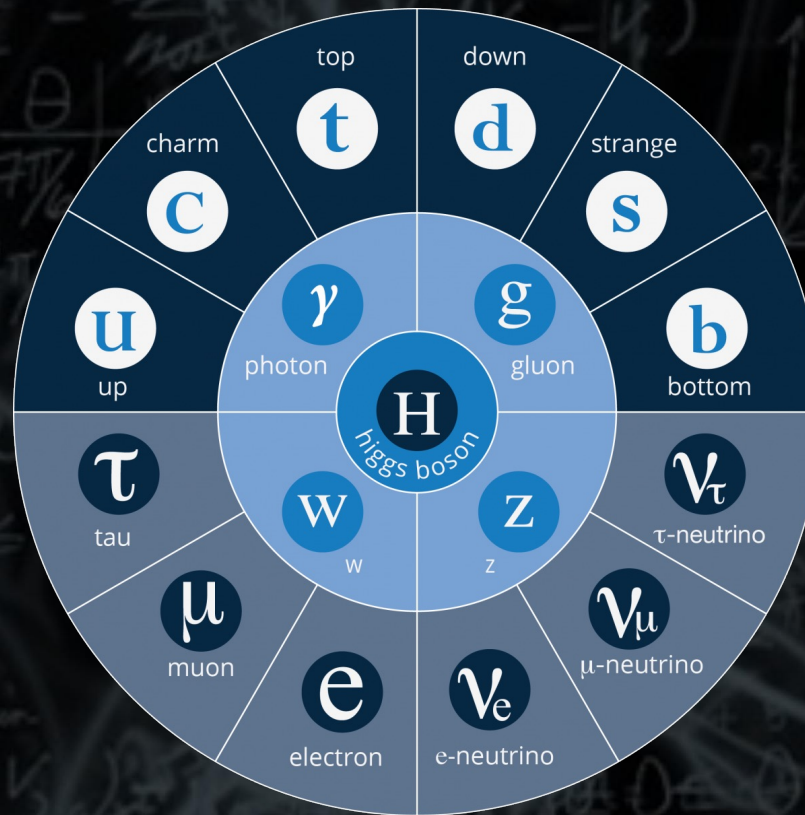 top
t
down
d
charm
c
strange
s
u
up
b
bottom
γ
photon
g
gluon
H
higgs boson
w
w
z
z
τ
tau
ντ
τ-neutrino
μ
muon
νμ
μ-neutrino
e
electron
νe
e-neutrino
θ